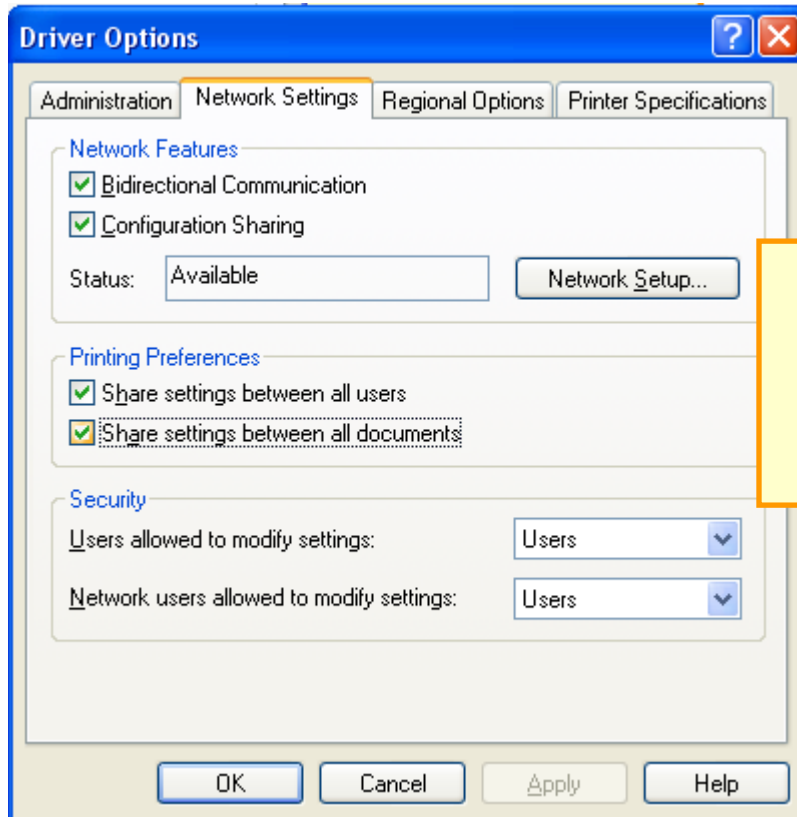 Driver Options
Administration Network Settings Regional Options Printer Specifications
Network Features
Bidirectional Communication
Configuration Sharing
Status: Available Network Setup...
Printing Preferences
Share settings between all users
Share settings between all documents
Security
Users allowed to modify settings: Users
Network users allowed to modify settings: Users
OK Cancel Apply Help